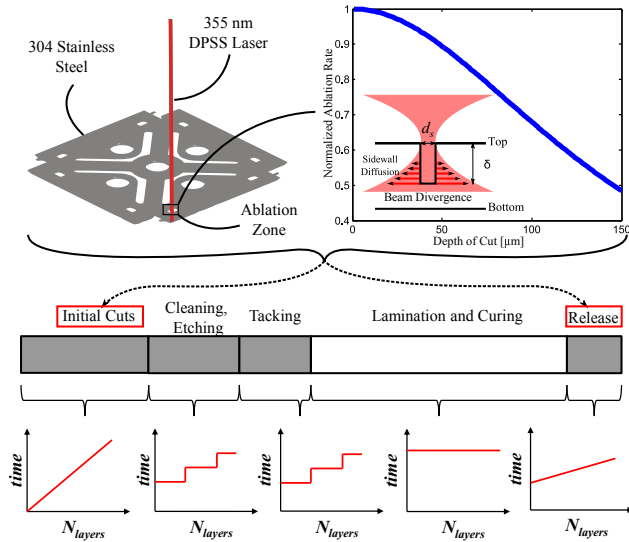 304 Stainless
Steel
355 nm
DPSS Laser
Ablation
Zone
Normalized Ablation Rate
1
0.9
0.8
0.7
0.6
0.5
0.4
0
50
100
150
Depth of Cut [µm]
d_s
Top
Sidewall
Diffusion
δ
Beam Divergence
Bottom
Initial Cuts
Cleaning,
Etching
Tacking
Lamination and Curing
Release
time
N_layers
time
N_layers
time
N_layers
time
N_layers
time
N_layers